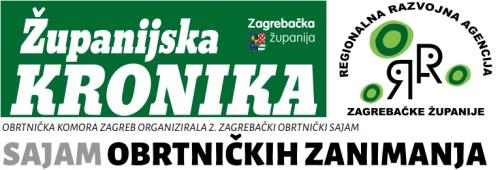 Županijska
KRONIKA
Zagrebačka
županija
REGIONALNA RAZVOJNA AGENCIJA
RR
ZAGREBAČKE ŽUPANIJE
OBRTNIČKA KOMORA ZAGREB ORGANIZIRALA 2. ZAGREBAČKI OBRTNIČKI SAJAM
SAJAM OBRTNIČKIH ZANIMANJA